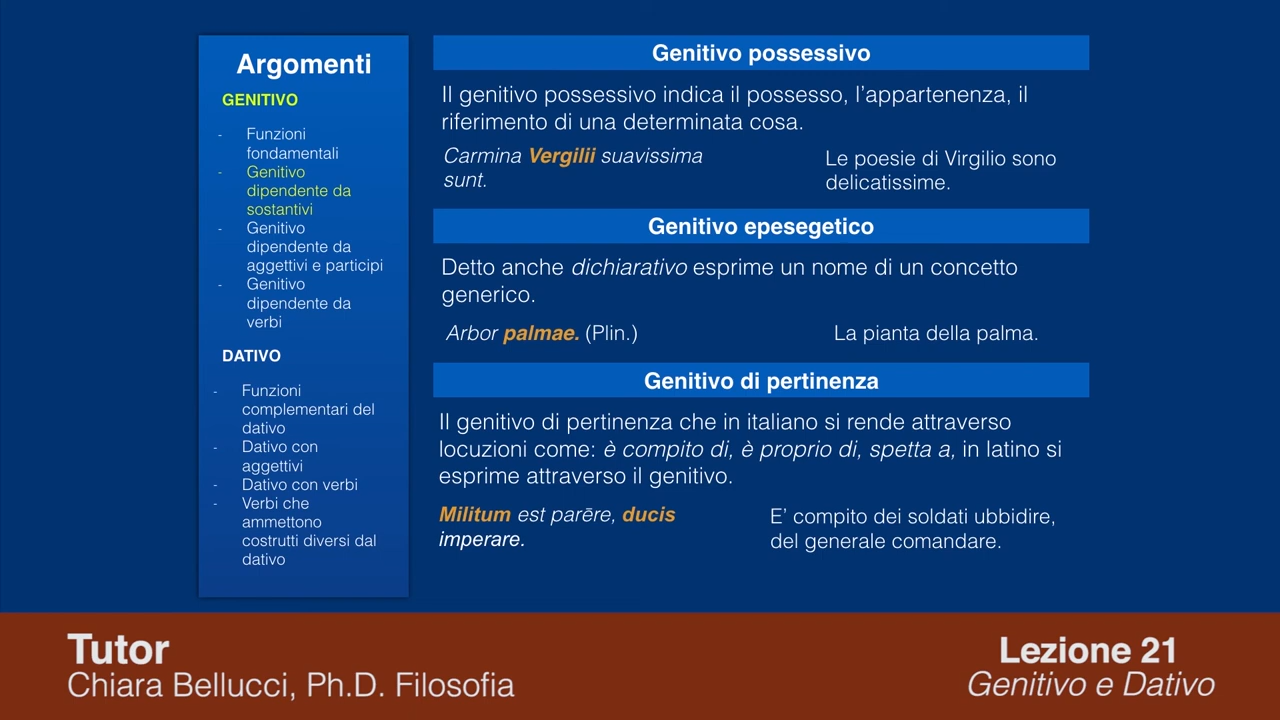 Argomenti
GENITIVO
- Funzioni
fondamentali
- Genitivo
dipendente da
sostantivi
- Genitivo
dipendente da
aggettivi e participi
- Genitivo
dipendente da
verbi
DATIVO
- Funzioni
complementari del
dativo
- Dativo con
aggettivi
- Dativo con verbi
- Verbi che
ammettono
costrutti diversi dal
dativo
Genitivo possessivo
Il genitivo possessivo indica il possesso, l'appartenenza, il
riferimento di una determinata cosa.
Carmina Vergilii suavissima
sunt.
Le poesie di Virgilio sono
delicatissime.
Genitivo epesegetico
Detto anche dichiarativo esprime un nome di un concetto
generico.
Arbor palmae. (Plin.)
La pianta della palma.
Genitivo di pertinenza
Il genitivo di pertinenza che in italiano si rende attraverso
locuzioni come: è compito di, è proprio di, spetta a, in latino si
esprime attraverso il genitivo.
Militum est parēre, ducis
imperare.
E' compito dei soldati ubbidire,
del generale comandare.
Tutor
Chiara Bellucci, Ph.D. Filosofia
Lezione 21
Genitivo e Dativo